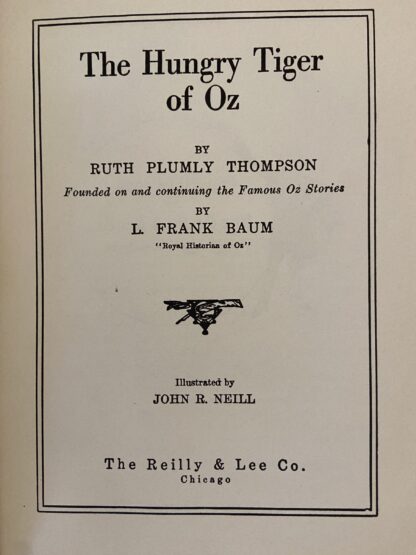 The Hungry Tiger
of Oz
BY
RUTH PLUMLY THOMPSON
Founded on and continuing the Famous Oz Stories
BY
L. FRANK BAUM
"Royal Historian of Oz"
Illustrated by
JOHN R. NEILL
The Reilly & Lee Co.
Chicago